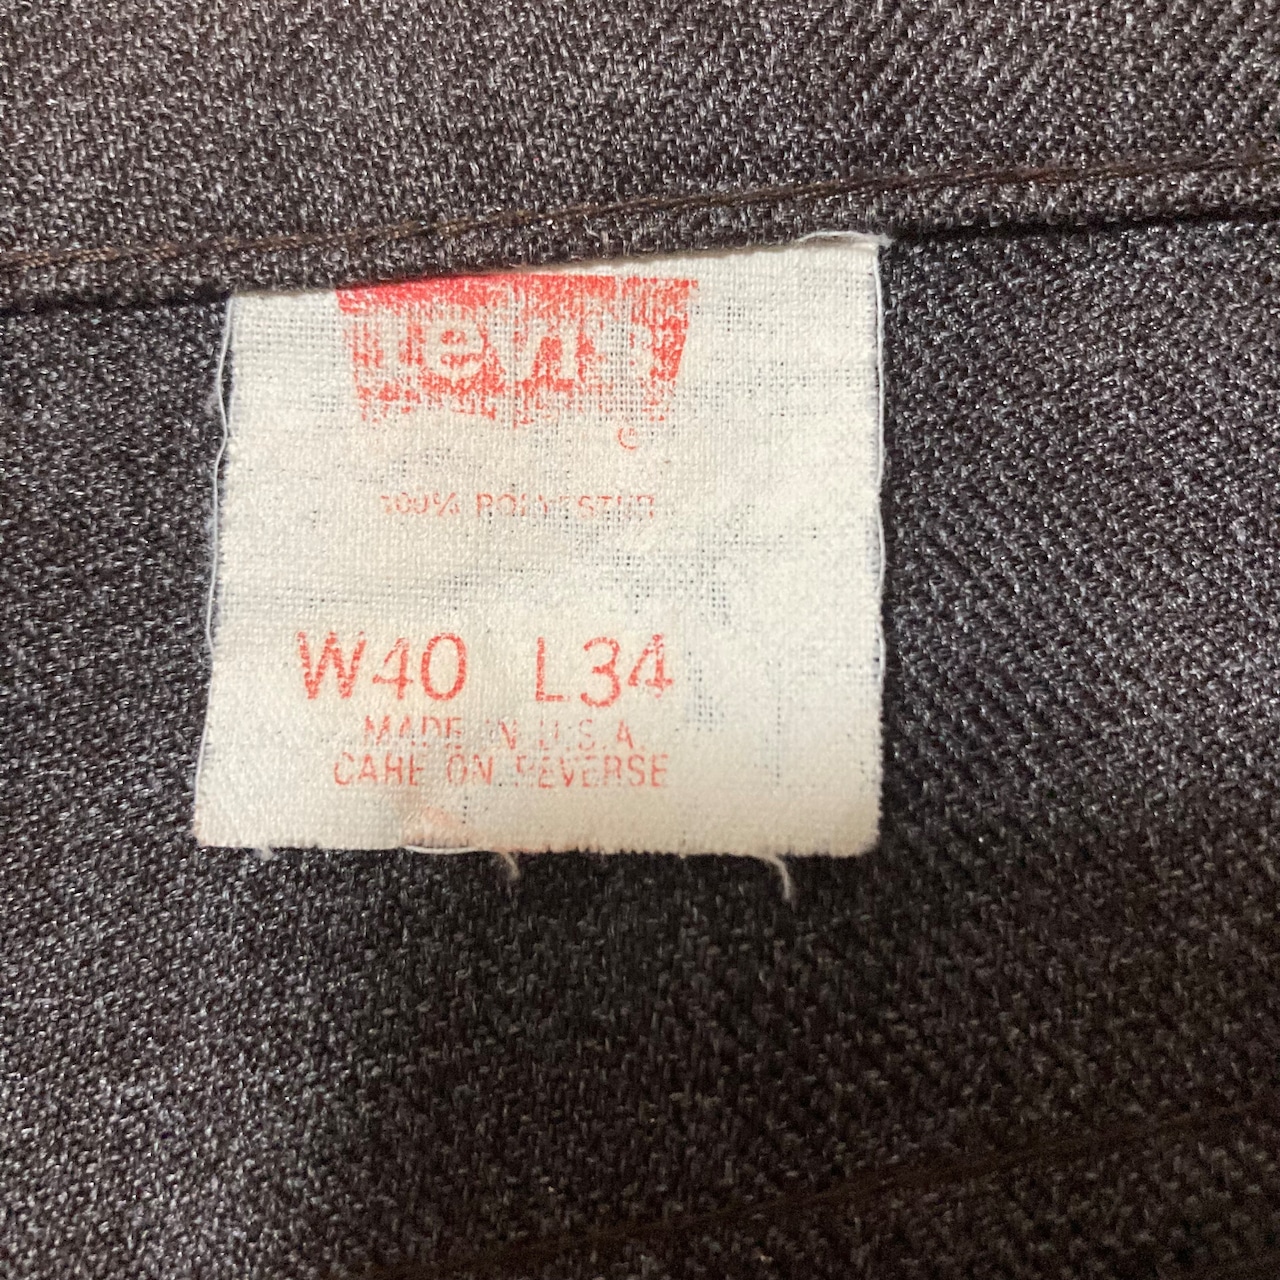 Levi's
®
100% POLYESTER
W40 L34
MADE IN U.S.A.
CARE ON REVERSE